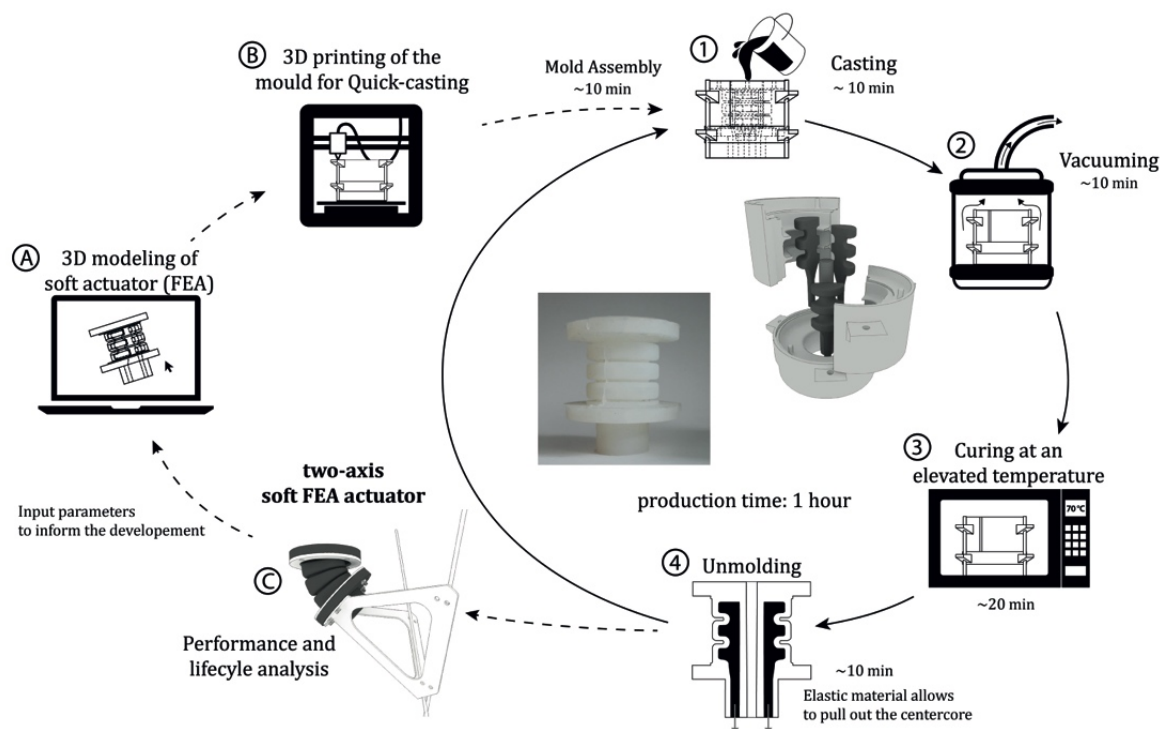 A
3D modeling of
soft actuator (FEA)
B
3D printing of the
mould for Quick-casting
Mold Assembly
~10 min
1
Casting
~ 10 min
2
Vacuuming
~10 min
3
Curing at an
elevated temperature
70°C
~20 min
production time: 1 hour
4
Unmolding
~10 min
Elastic material allows
to pull out the centercore
two-axis
soft FEA actuator
C
Performance and
lifecyle analysis
Input parameters
to inform the developement